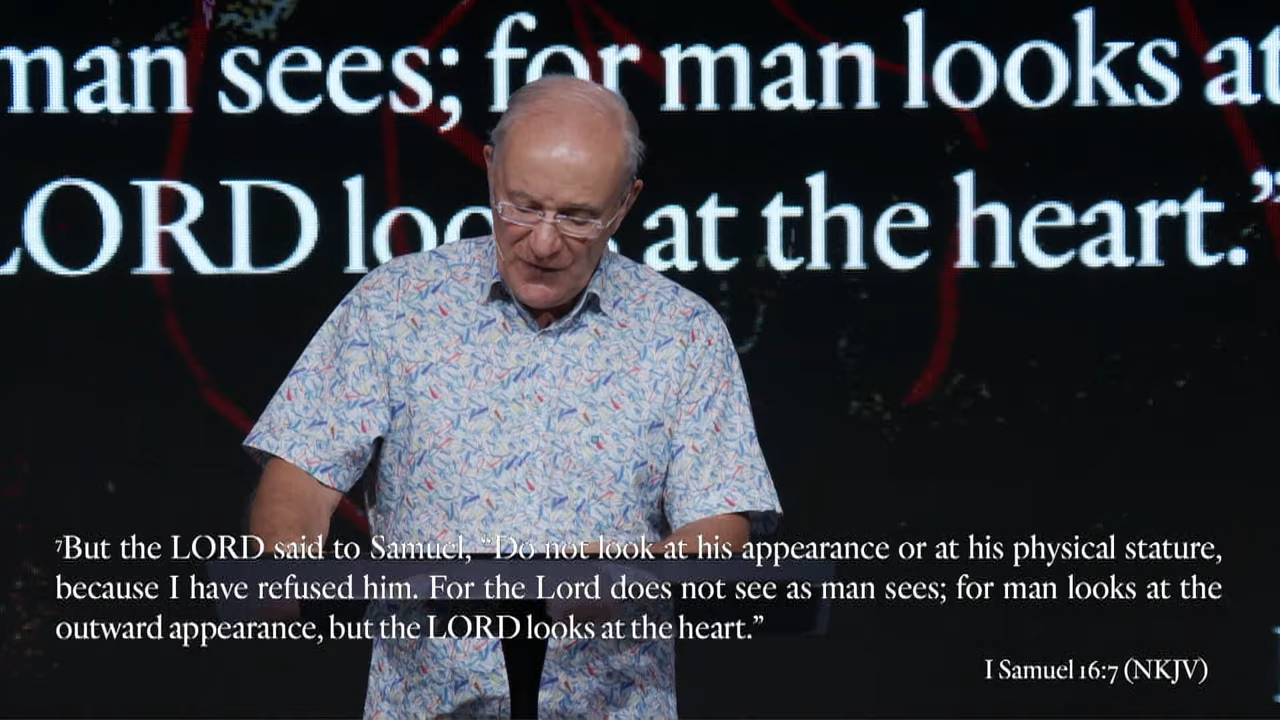 man sees; for man looks at
LORD looks at the heart.”
⁷But the LORD said to Samuel, “Do not look at his appearance or at his physical stature,
because I have refused him. For the Lord does not see as man sees; for man looks at the
outward appearance, but the LORD looks at the heart.”
I Samuel 16:7 (NKJV)